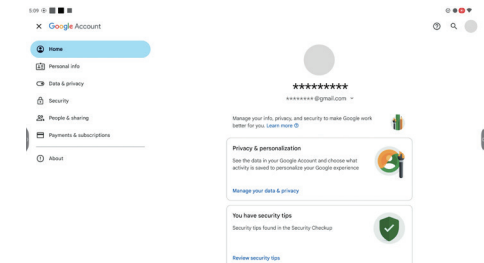 5:09
Google Account
Home
Personal info
Data & privacy
Security
People & sharing
Payments & subscriptions
About
*********
********@gmail.com
Manage your info, privacy, and security to make Google work
better for you. Learn more
Privacy & personalization
See the data in your Google Account and choose what
activity is saved to personalize your Google experience
Manage your data & privacy
You have security tips
Security tips found in the Security Checkup
Review security tips